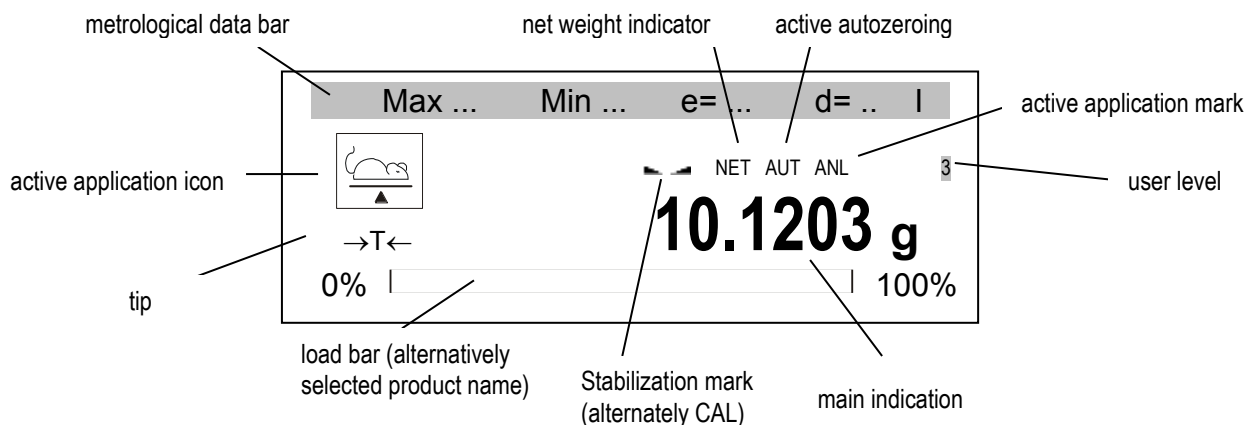 metrological data bar
net weight indicator
active autozeroing
Max ... Min ... e= ... d= .. I
active application mark
active application icon
NET AUT ANL
3
user level
10.1203 g
→T←
tip
0% 100%
load bar (alternatively
selected product name)
Stabilization mark
(alternately CAL)
main indication